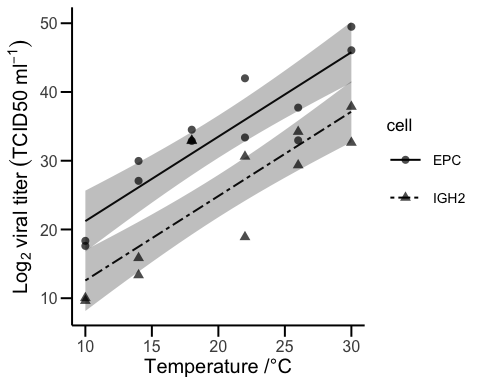 Log₂ viral titer (TCID50 ml⁻¹)
50
40
30
20
10
10 15 20 25 30
Temperature /°C
cell
EPC
IGH2